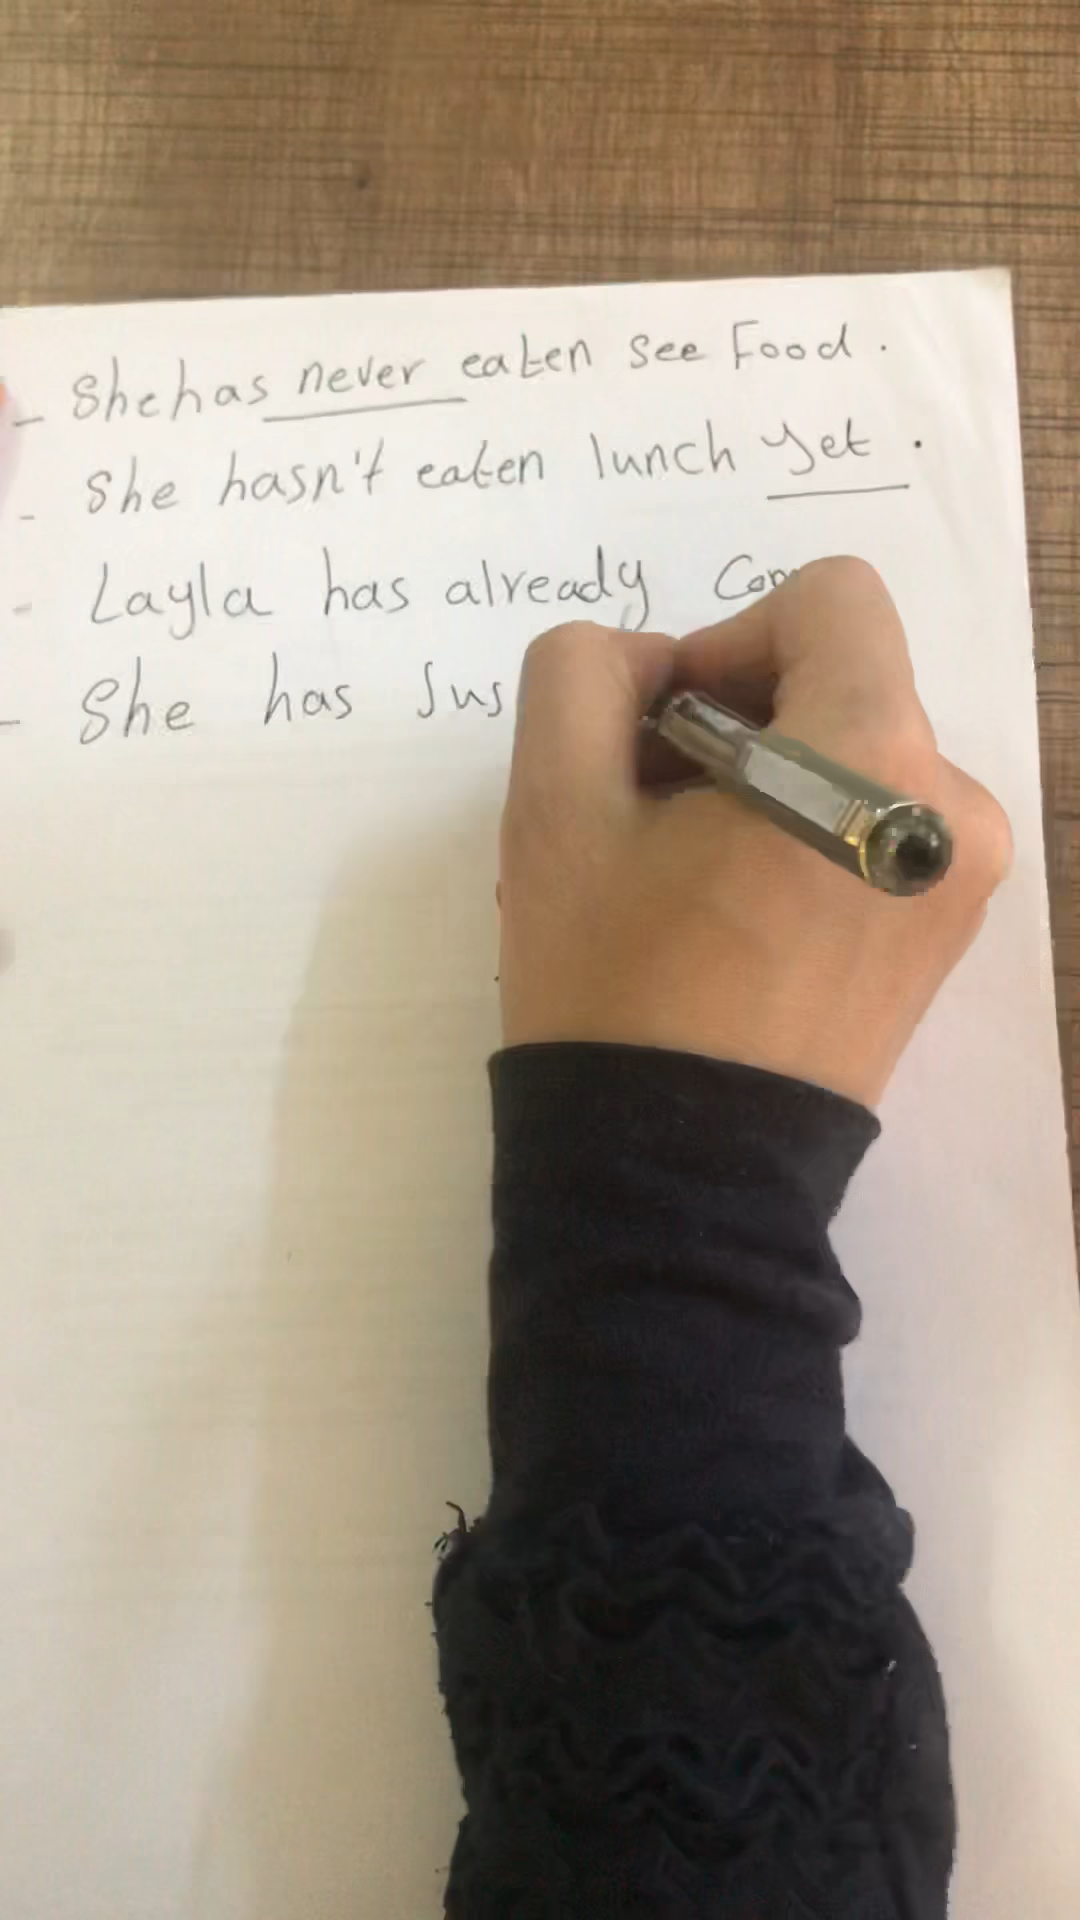 - She has never eaten see Food.
- She hasn't eaten lunch yet.
- Layla has already
- She has